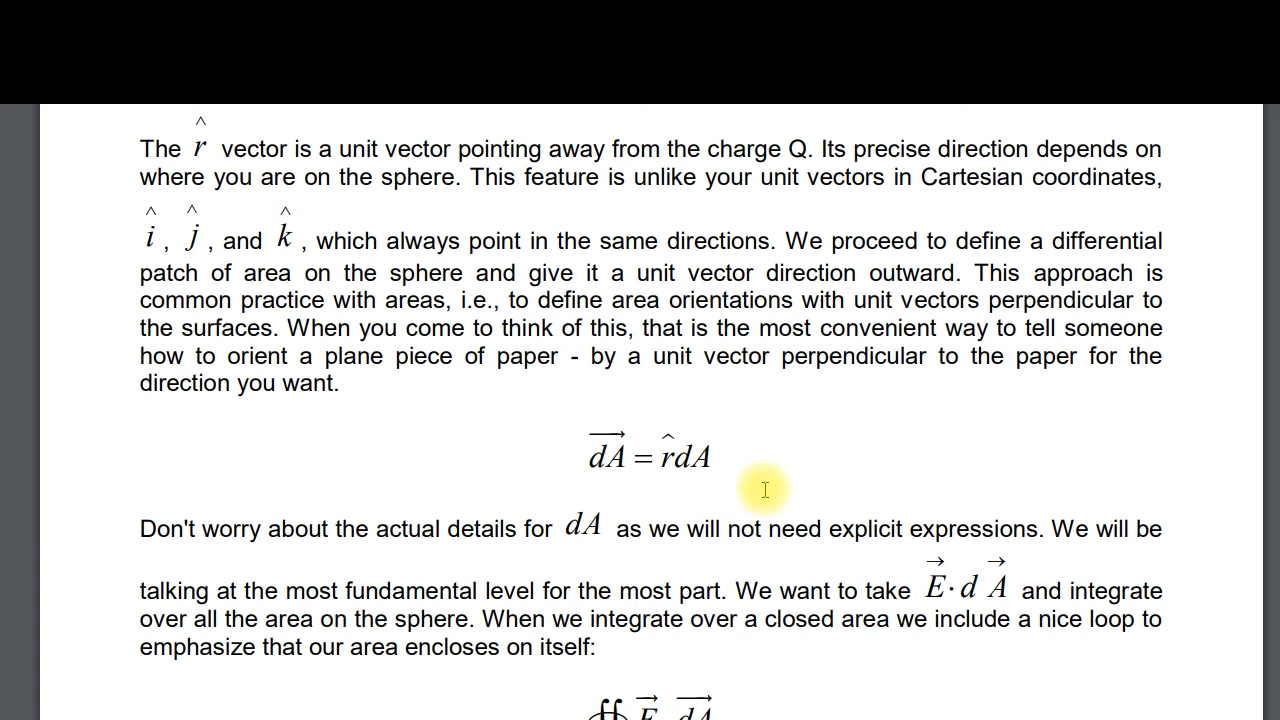 The r̂ vector is a unit vector pointing away from the charge Q. Its precise direction depends on
where you are on the sphere. This feature is unlike your unit vectors in Cartesian coordinates,
î , ĵ , and k̂ , which always point in the same directions. We proceed to define a differential
patch of area on the sphere and give it a unit vector direction outward. This approach is
common practice with areas, i.e., to define area orientations with unit vectors perpendicular to
the surfaces. When you come to think of this, that is the most convenient way to tell someone
how to orient a plane piece of paper - by a unit vector perpendicular to the paper for the
direction you want.
d⃗A⃗ = r̂dA
Don't worry about the actual details for dA as we will not need explicit expressions. We will be
talking at the most fundamental level for the most part. We want to take E⃗ · d A⃗ and integrate
over all the area on the sphere. When we integrate over a closed area we include a nice loop to
emphasize that our area encloses on itself:
∯ E⃗ d⃗A⃗